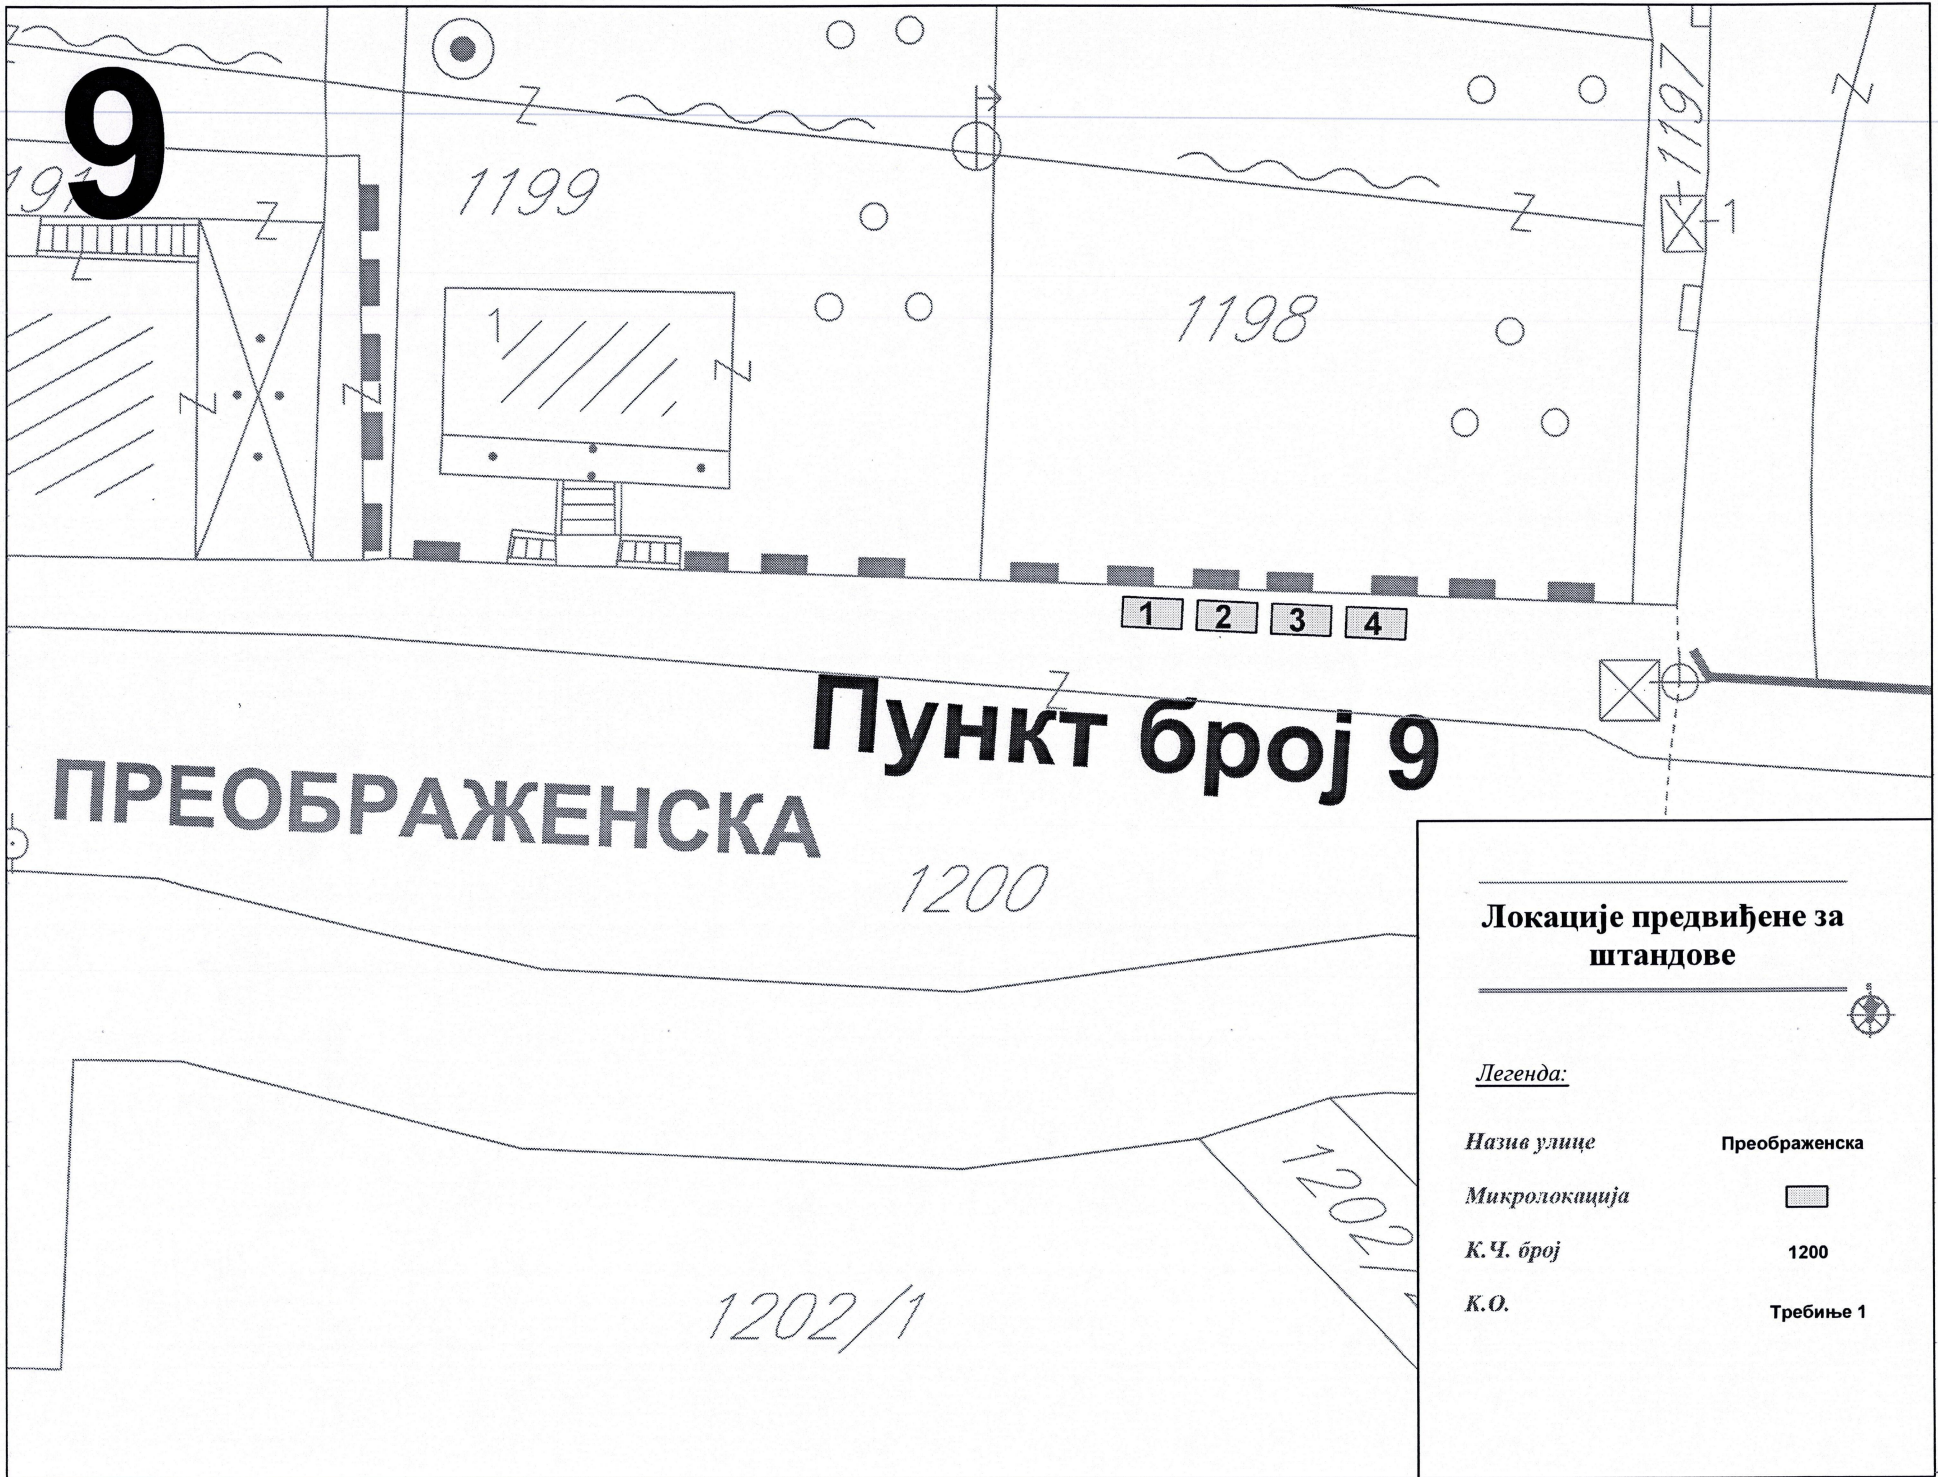 9
1197
191
1199
1
1198
1
1 2 3 4
Пункт број 9
ПРЕОБРАЖЕНСКА
1200
Локације предвиђене за
штандове
Легенда:
Назив улице Преображенска
Микролокација
К.Ч. број 1200
К.О. Требиње 1
1202/
1202/1